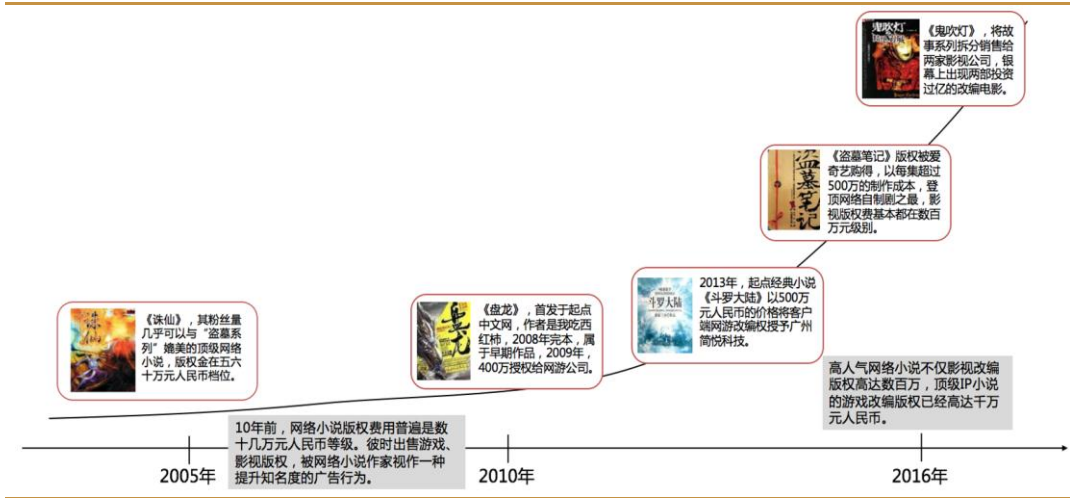 鬼吹灯
《鬼吹灯》，将故
事系列拆分销售给
两家影视公司，银
幕上出现两部投资
过亿的改编电影。
盗墓笔记
《盗墓笔记》版权被爱
奇艺购得，以每集超过
500万的制作成本，登
顶网络自制剧之最，影
视版权费基本都在数百
万元级别。
斗罗大陆
2013年，起点经典小说
《斗罗大陆》以500万
元人民币的价格将客户
端网游改编权授予广州
简悦科技。
诛仙
《诛仙》，其粉丝量
几乎可以与“盗墓系
列”媲美的顶级网络
小说，版权金在五六
十万元人民币档位。
盘龙
《盘龙》，首发于起点
中文网，作者是我吃西
红柿，2008年完本，属
于早期作品，2009年，
400万授权给网游公司。
高人气网络小说不仅影视改编
版权高达数百万，顶级IP小说
的游戏改编版权已经高达千万
元人民币。
10年前，网络小说版权费用普遍是数
十几万元人民币等级。彼时出售游戏、
影视版权，被网络小说作家视作一种
提升知名度的广告行为。
2005年
2010年
2016年